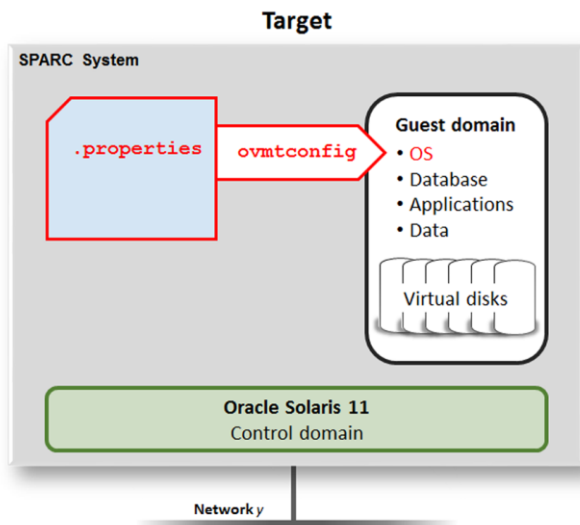 Target
SPARC System
.properties
ovmtconfig
Guest domain
• OS
• Database
• Applications
• Data
Virtual disks
Oracle Solaris 11
Control domain
Network y